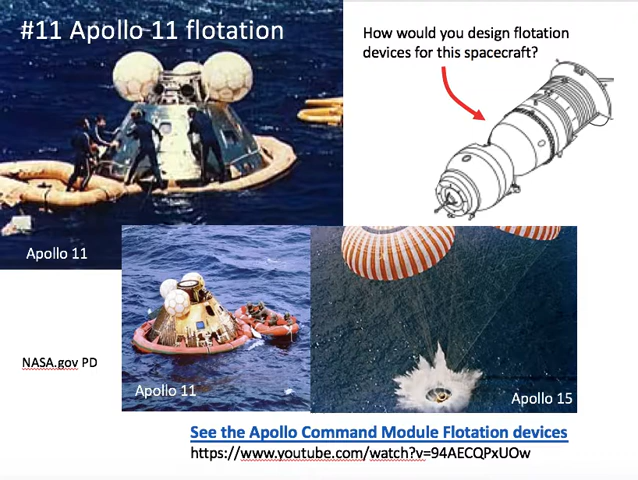 #11 Apollo 11 flotation
How would you design flotation
devices for this spacecraft?
Apollo 11
NASA.gov PD
Apollo 11
Apollo 15
See the Apollo Command Module Flotation devices
https://www.youtube.com/watch?v=94AECQPxUOw